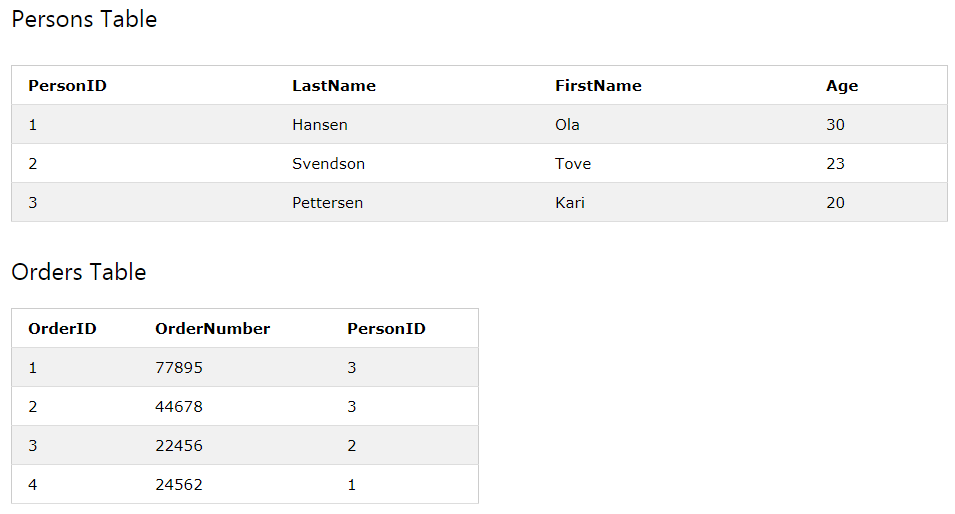 Persons Table
PersonID LastName FirstName Age
1 Hansen Ola 30
2 Svendson Tove 23
3 Pettersen Kari 20
Orders Table
OrderID OrderNumber PersonID
1 77895 3
2 44678 3
3 22456 2
4 24562 1